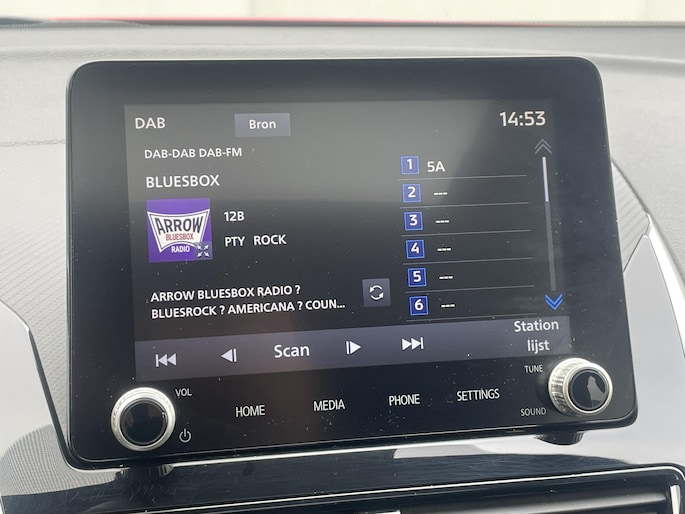 DAB
Bron
14:53
DAB-DAB DAB-FM
BLUESBOX
ARROW
BLUESBOX
RADIO
12B
PTY ROCK
ARROW BLUESBOX RADIO ?
BLUESROCK ? AMERICANA ? COUN...
1 5A
2 ---
3 ---
4 ---
5 ---
6 ---
Scan
Station
lijst
VOL
HOME
MEDIA
PHONE
SETTINGS
TUNE
SOUND